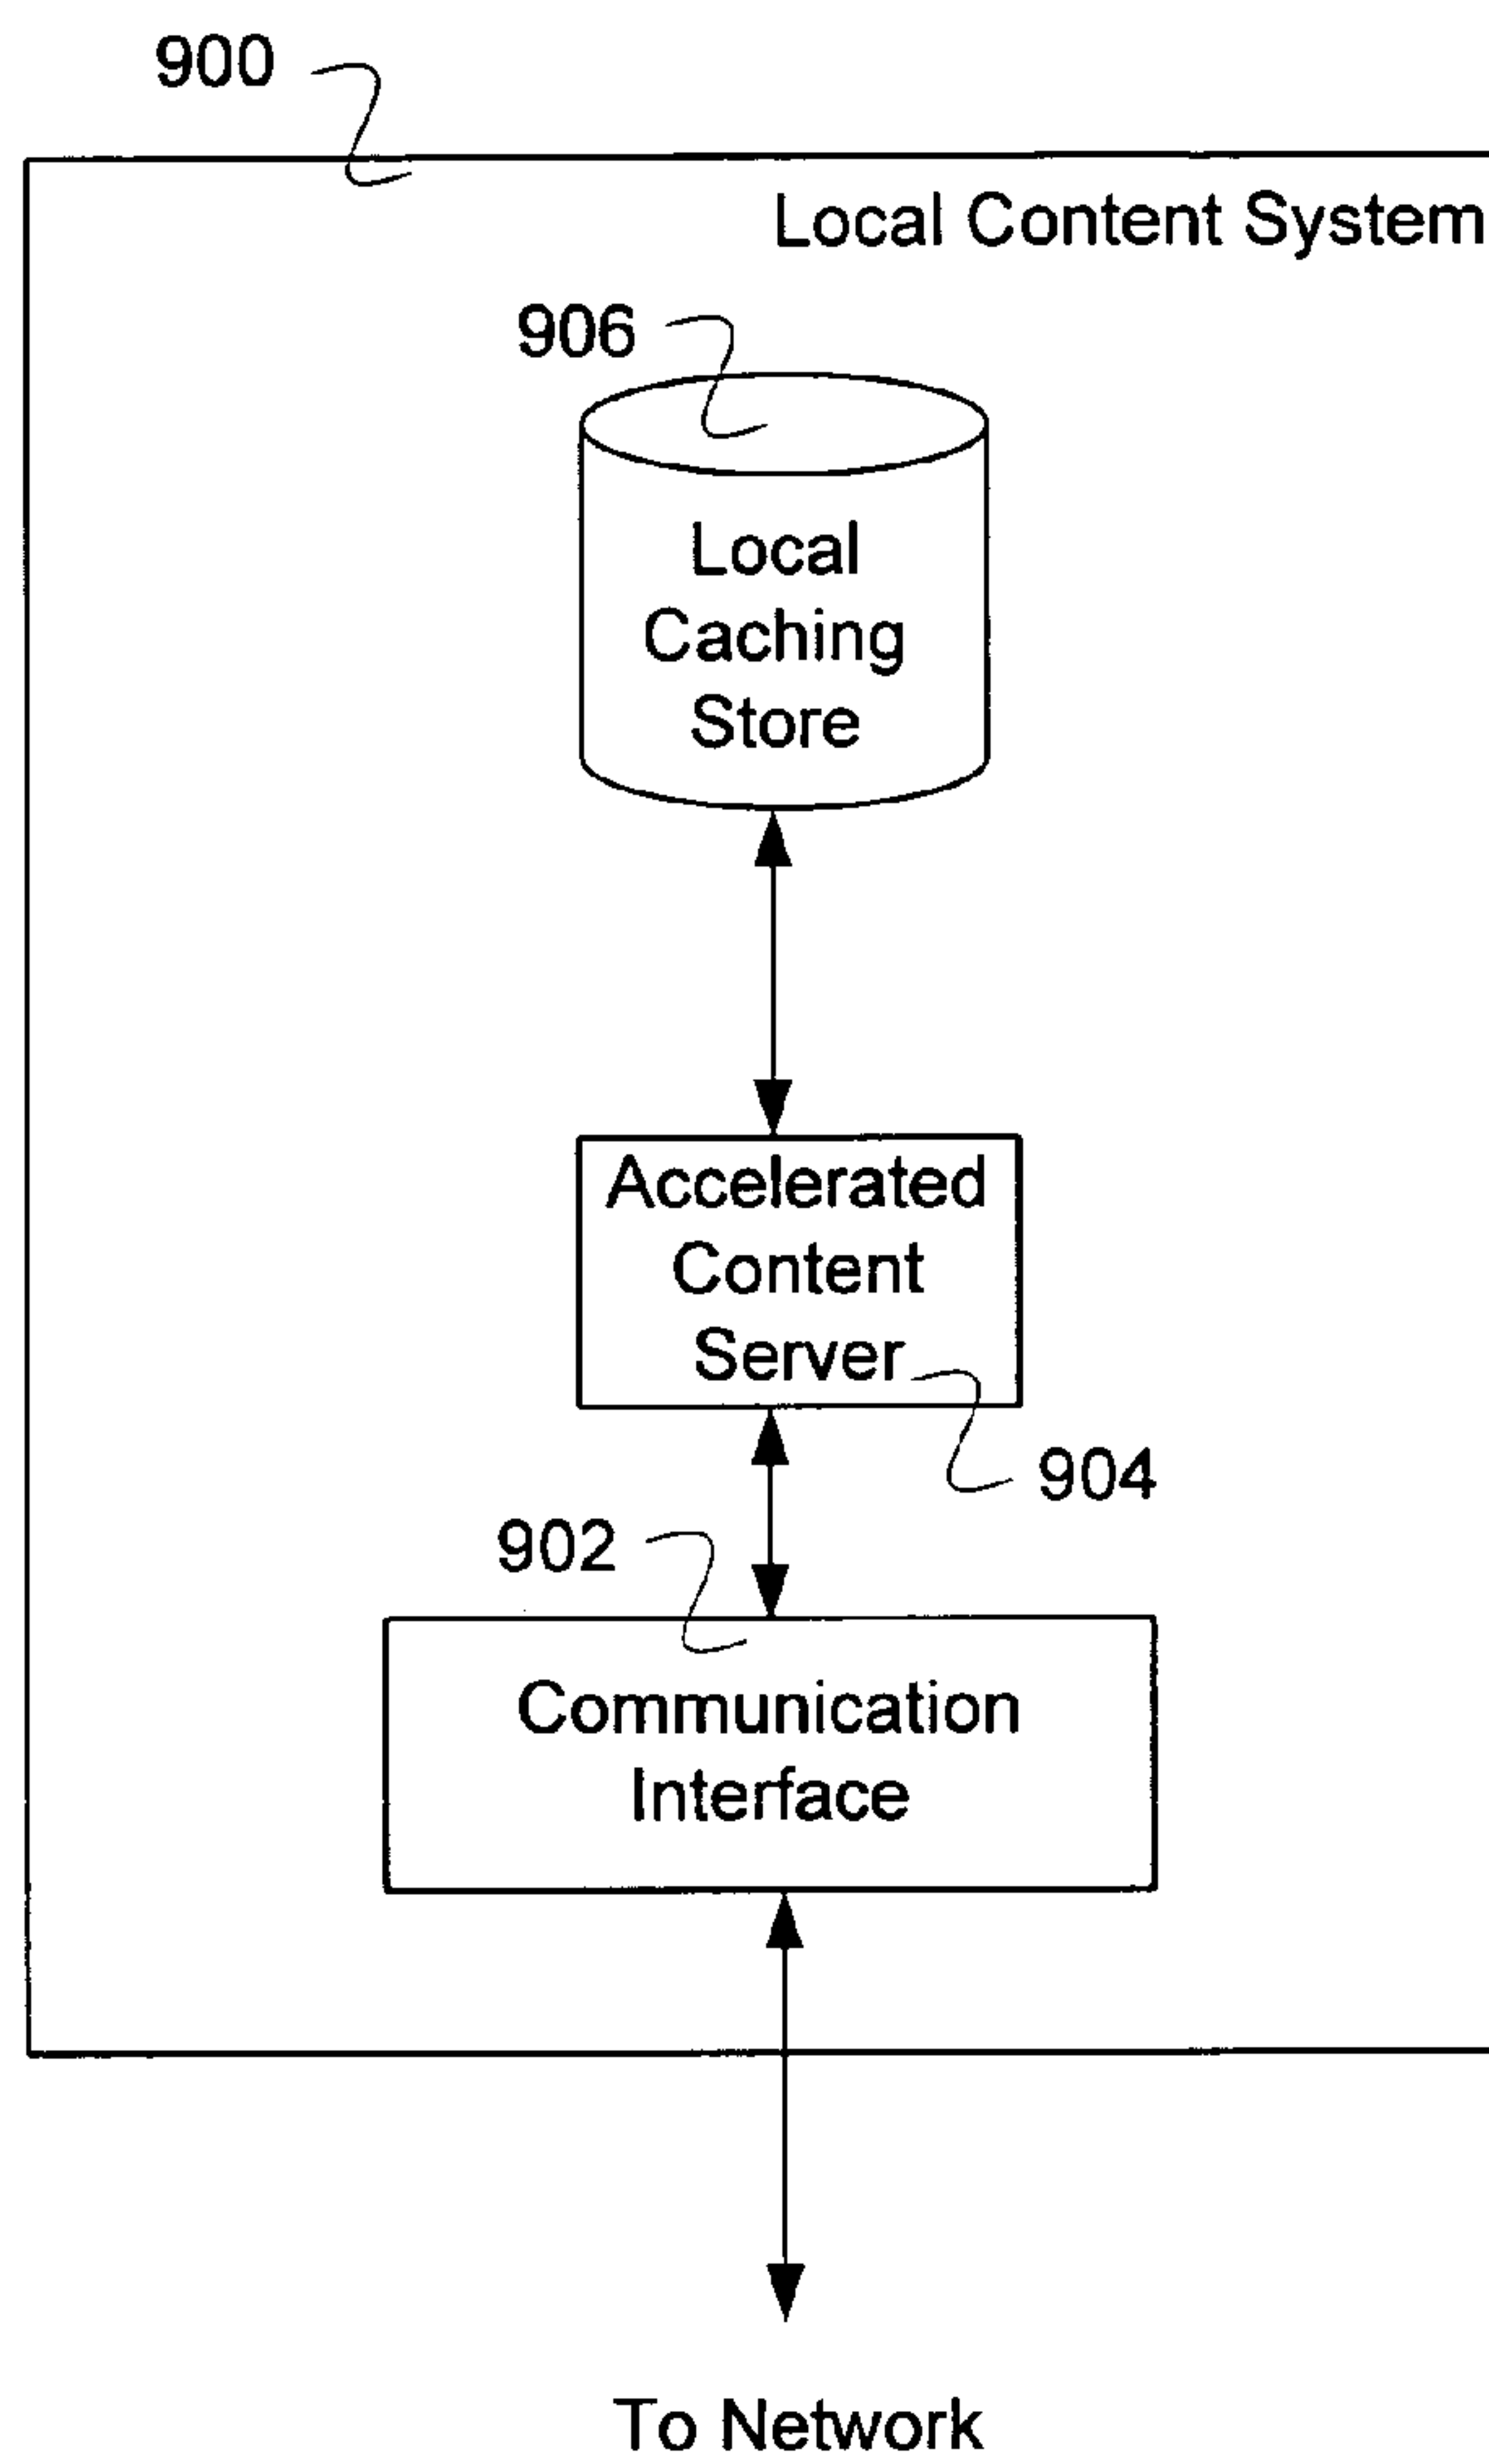 900
Local Content System
906
Local
Caching
Store
Accelerated
Content
Server
904
902
Communication
Interface
To Network